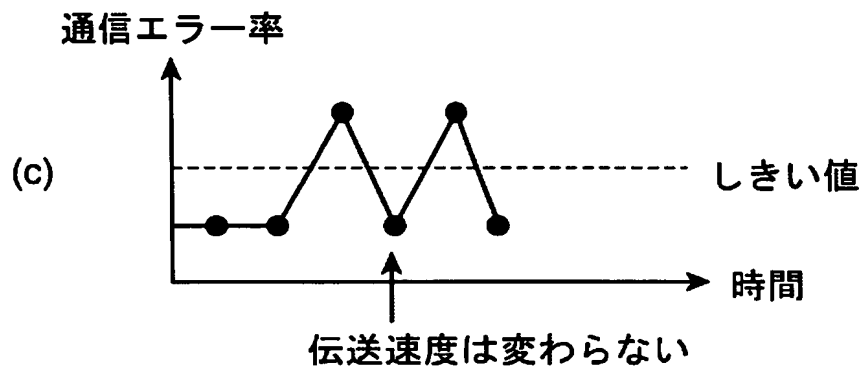 通信エラー率
(c)
しきい値
時間
伝送速度は変わらない